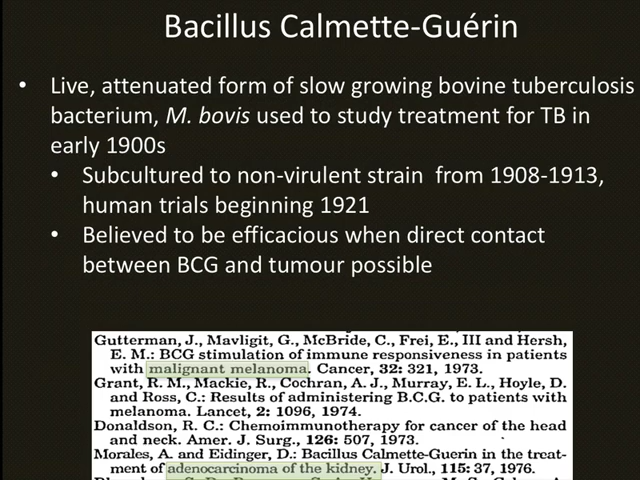 Bacillus Calmette-Guérin
• Live, attenuated form of slow growing bovine tuberculosis
bacterium, M. bovis used to study treatment for TB in
early 1900s
• Subcultured to non-virulent strain from 1908-1913,
human trials beginning 1921
• Believed to be efficacious when direct contact
between BCG and tumour possible
Gutterman, J., Mavligit, G., McBride, C., Frei, E., III and Hersh,
E. M.: BCG stimulation of immune responsiveness in patients
with malignant melanoma. Cancer, 32: 321, 1973.
Grant, R. M., Mackie, R., Cochran, A. J., Murray, E. L., Hoyle, D.
and Ross, C.: Results of administering B.C.G. to patients with
melanoma. Lancet, 2: 1096, 1974.
Donaldson, R. C.: Chemoimmunotherapy for cancer of the head
and neck. Amer. J. Surg., 126: 507, 1973.
Morales, A. and Eidinger, D.: Bacillus Calmette-Guerin in the treat-
ment of adenocarcinoma of the kidney. J. Urol., 115: 37, 1976.